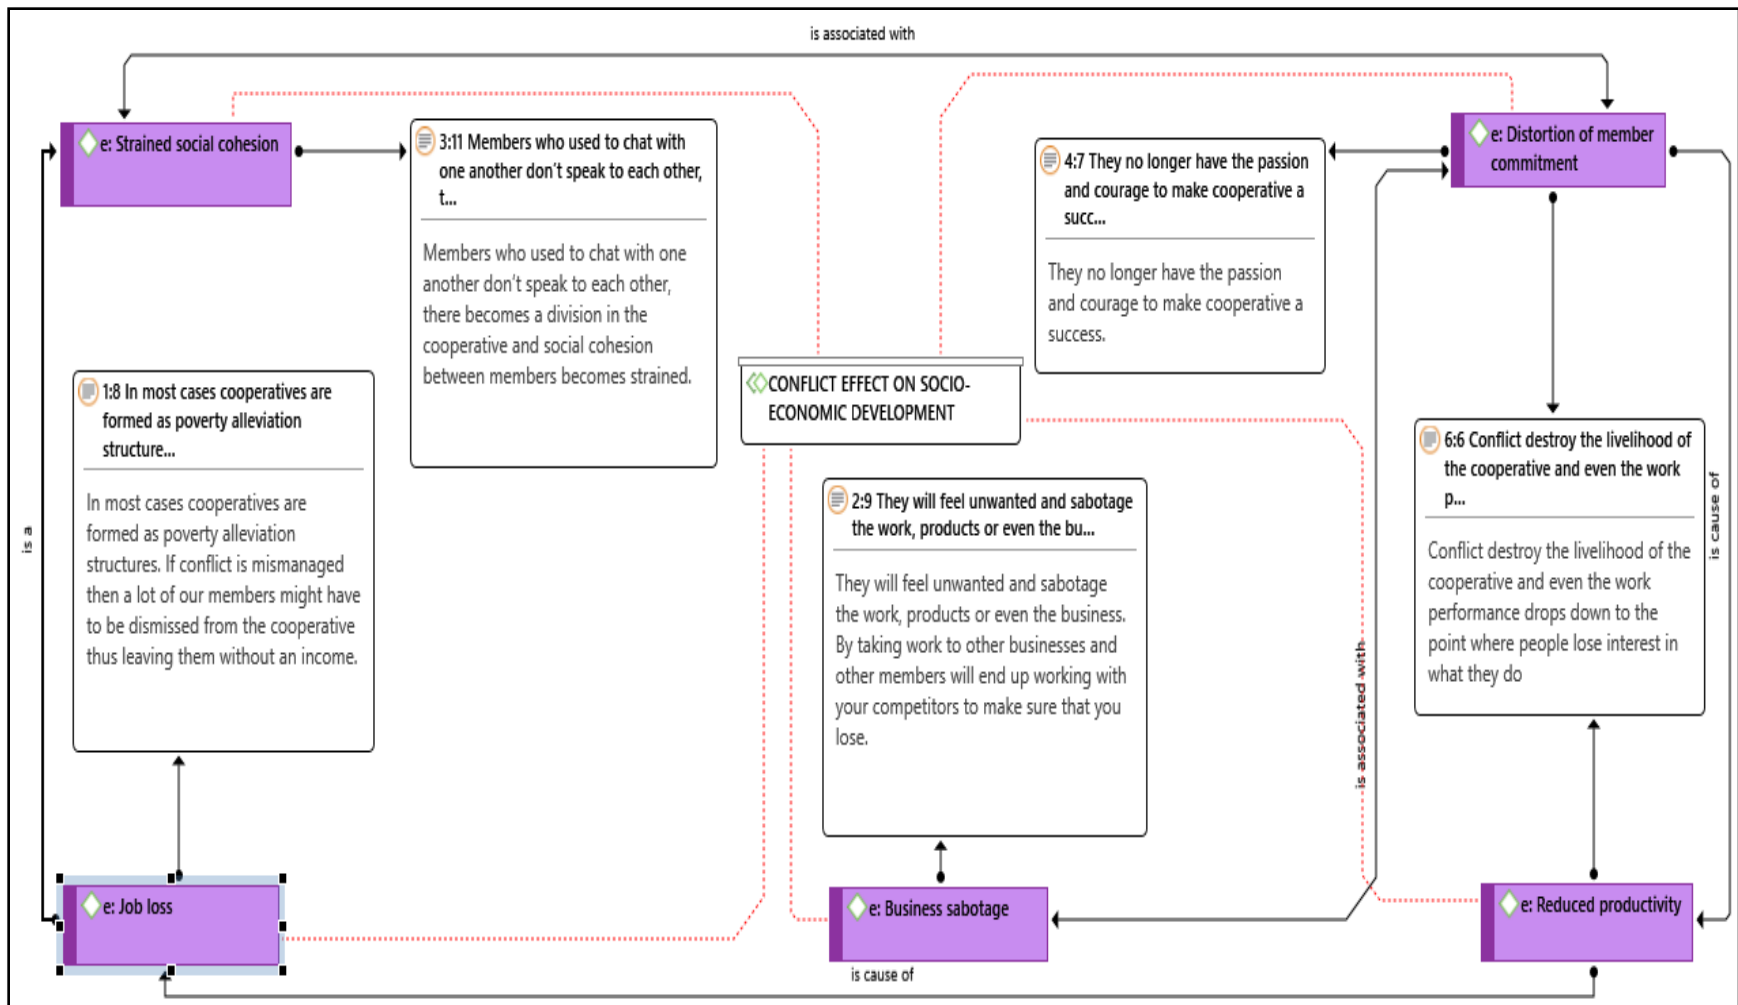 is associated with
e: Strained social cohesion
3:11 Members who used to chat with
one another don't speak to each other,
t...
Members who used to chat with one
another don't speak to each other,
there becomes a division in the
cooperative and social cohesion
between members becomes strained.
4:7 They no longer have the passion
and courage to make cooperative a
succ...
They no longer have the passion
and courage to make cooperative a
success.
e: Distortion of member
commitment
1:8 In most cases cooperatives are
formed as poverty alleviation
structure...
In most cases cooperatives are
formed as poverty alleviation
structures. If conflict is mismanaged
then a lot of our members might have
to be dismissed from the cooperative
thus leaving them without an income.
CONFLICT EFFECT ON SOCIO-
ECONOMIC DEVELOPMENT
2:9 They will feel unwanted and sabotage
the work, products or even the bu...
They will feel unwanted and sabotage
the work, products or even the business.
By taking work to other businesses and
other members will end up working with
your competitors to make sure that you
lose.
6:6 Conflict destroy the livelihood of
the cooperative and even the work
p...
Conflict destroy the livelihood of the
cooperative and even the work
performance drops down to the
point where people lose interest in
what they do
is a
is associated with
is cause of
e: Job loss
e: Business sabotage
e: Reduced productivity
is cause of